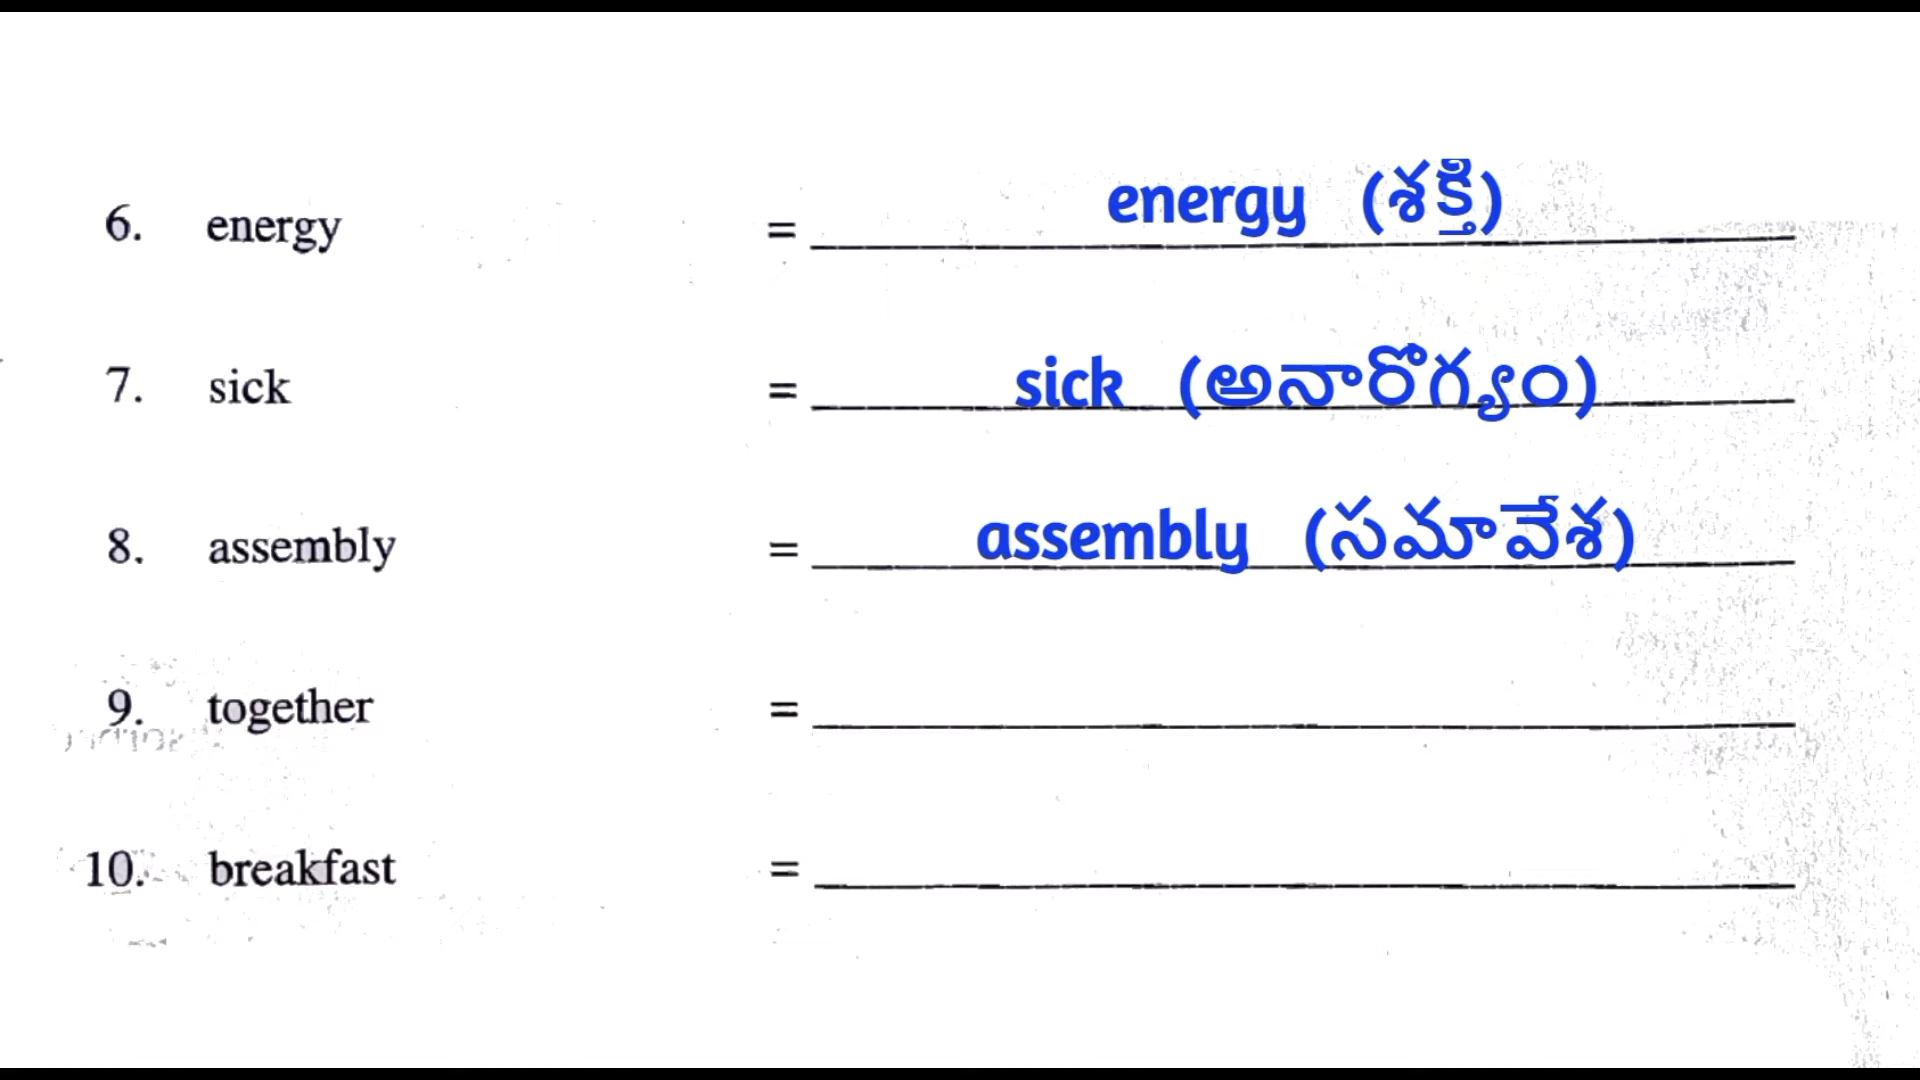 6. energy = energy (శక్తి)
7. sick = sick (అనారోగ్యం)
8. assembly = assembly (సమావేశ)
9. together =
10. breakfast =